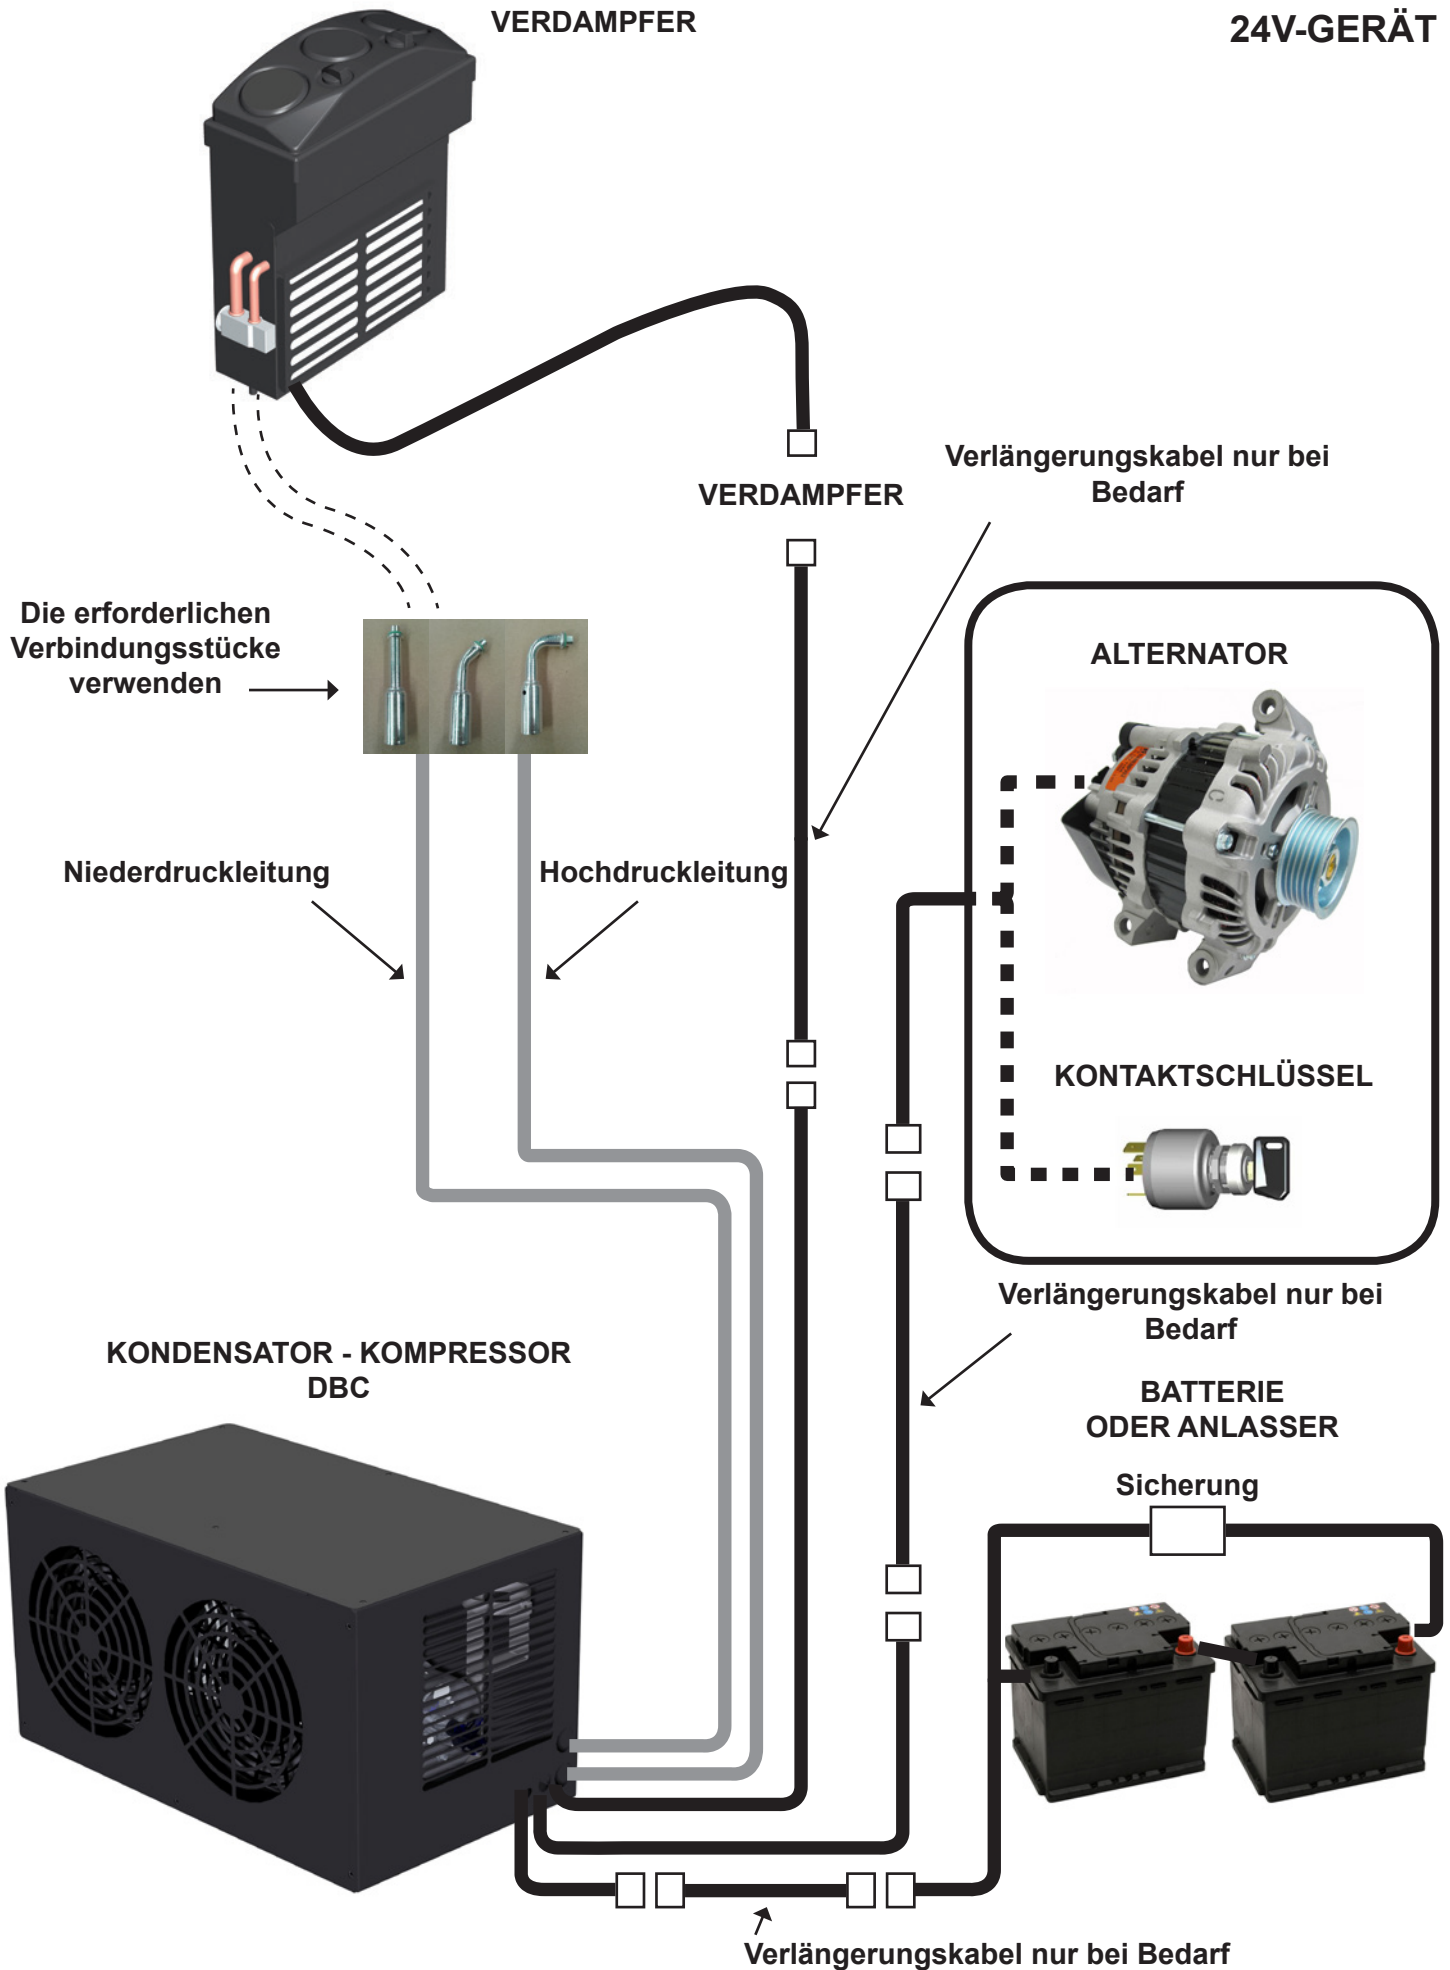 VERDAMPFER
24V-GERÄT
Verlängerungskabel nur bei
Bedarf
VERDAMPFER
Die erforderlichen
Verbindungsstücke
verwenden
ALTERNATOR
Niederdruckleitung
Hochdruckleitung
KONTAKTSCHLÜSSEL
Verlängerungskabel nur bei
Bedarf
KONDENSATOR - KOMPRESSOR
DBC
BATTERIE
ODER ANLASSER
Sicherung
Verlängerungskabel nur bei Bedarf